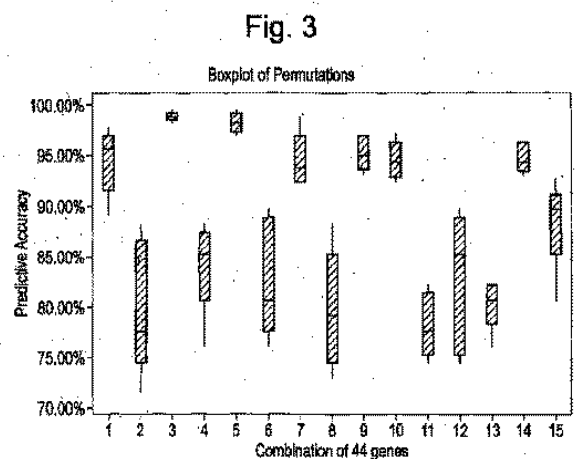 Fig. 3
Boxplot of Permutations
Predictive Accuracy
100.00%
95.00%
90.00%
85.00%
80.00%
75.00%
70.00%
1 2 3 4 5 6 7 8 9 10 11 12 13 14 15
Combination of 44 genes